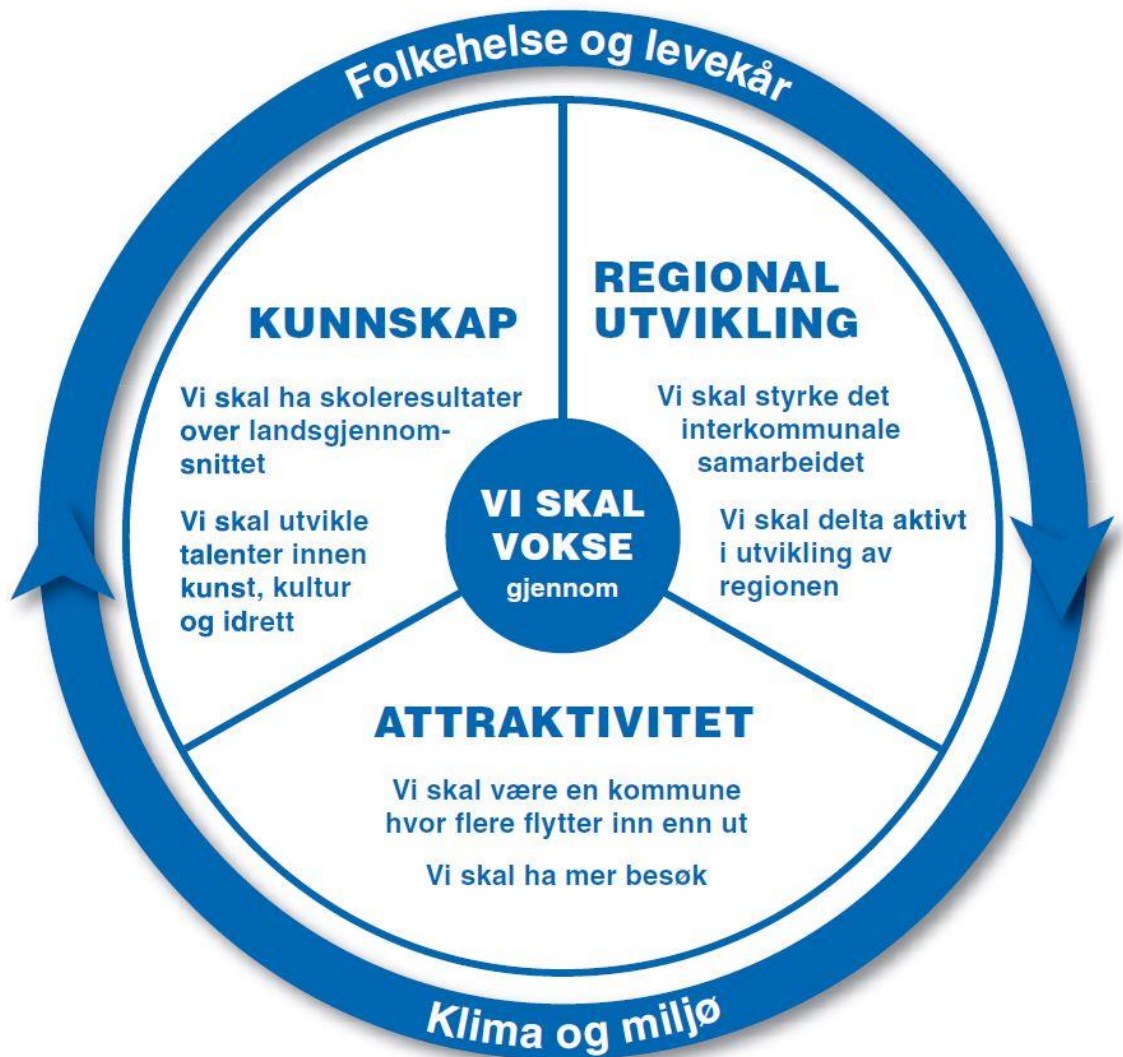 Folkehelse og levekår
KUNNSKAP
Vi skal ha skoleresultater
over landsgjennom-
snittet
Vi skal utvikle
talenter innen
kunst, kultur
og idrett
REGIONAL
UTVIKLING
Vi skal styrke det
interkommunale
samarbeidet
Vi skal delta aktivt
i utvikling av
regionen
VI SKAL
VOKSE
gjennom
ATTRAKTIVITET
Vi skal være en kommune
hvor flere flytter inn enn ut
Vi skal ha mer besøk
Klima og miljø